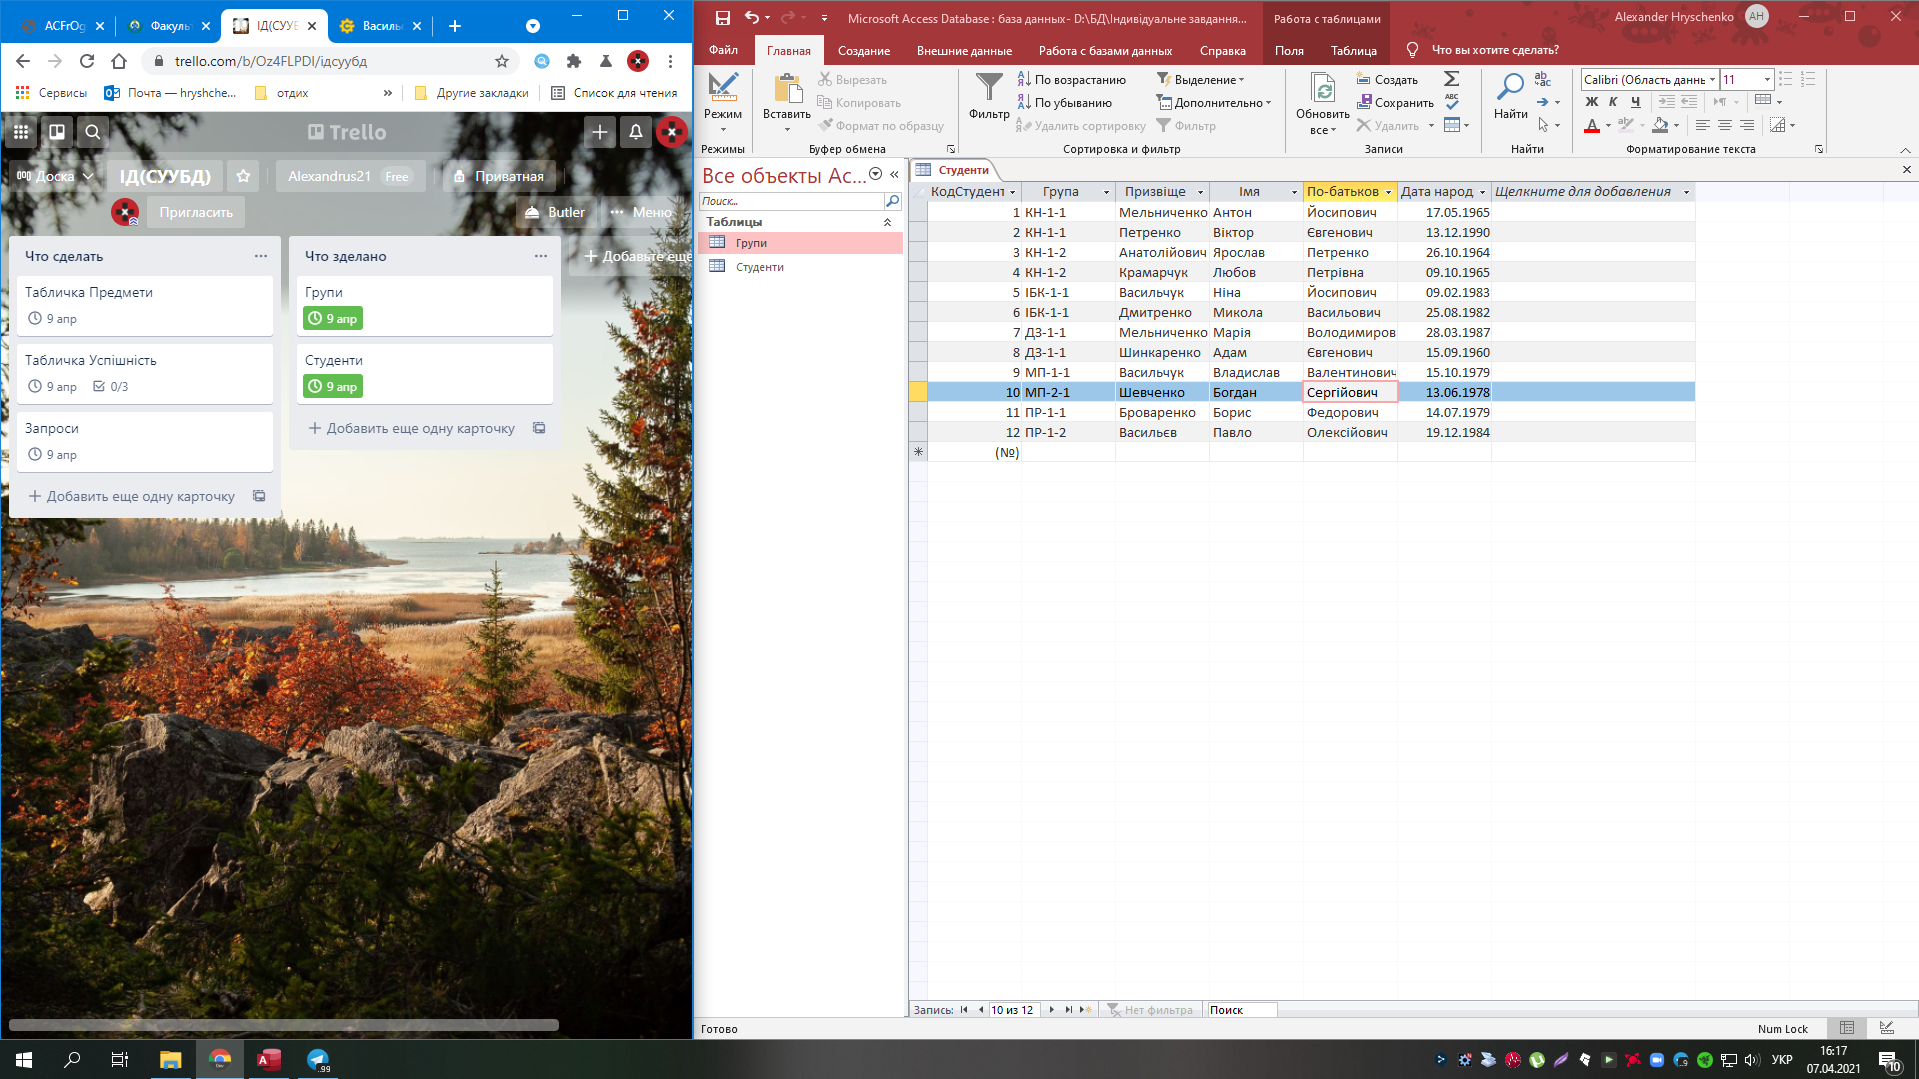 ACFrOg
Факульт
ІД(СУУБ
Василь
trello.com/b/Oz4FLPDI/ідсуубд
Сервисы
Почта — hryshche...
отдих
»
Другие закладки
Список для чтения
Trello
Доска
ІД(СУУБД)
Alexandrus21
Free
Приватная
Пригласить
Butler
Меню
Что сделать
Табличка Предмети
9 апр
Табличка Успішність
9 апр
0/3
Запроси
9 апр
Добавить еще одну карточку
Что зделано
Групи
9 апр
Студенти
9 апр
Добавить еще одну карточку
Добавьте еще
Microsoft Access Database : база данных- D:\БД\Індивідуальне завдання...
Работа с таблицами
Alexander Hryschenko
AH
Файл
Главная
Создание
Внешние данные
Работа с базами данных
Справка
Поля
Таблица
Что вы хотите сделать?
Режим
Режимы
Вставить
Вырезать
Копировать
Формат по образцу
Буфер обмена
Фильтр
По возрастанию
По убыванию
Удалить сортировку
Выделение
Дополнительно
Фильтр
Сортировка и фильтр
Обновить
все
Создать
Сохранить
Удалить
Записи
Найти
Найти
Calibri (Область даннь
11
Ж К Ч
Форматирование текста
Все объекты Ac...
Поиск...
Таблицы
Групи
Студенти
Студенти
КодСтудент Група Призвіще Імя По-батьков Дата народ Щелкните для добавления
1 КН-1-1 Мельниченко Антон Йосипович 17.05.1965
2 КН-1-1 Петренко Віктор Євгенович 13.12.1990
3 КН-1-2 Анатолійович Ярослав Петренко 26.10.1964
4 КН-1-2 Крамарчук Любов Петрівна 09.10.1965
5 ІБК-1-1 Васильчук Ніна Йосипович 09.02.1983
6 ІБК-1-1 Дмитренко Микола Васильович 25.08.1982
7 ДЗ-1-1 Мельниченко Марія Володимиров 28.03.1987
8 ДЗ-1-1 Шинкаренко Адам Євгенович 15.09.1960
9 МП-1-1 Васильчук Владислав Валентинович 15.10.1979
10 МП-2-1 Шевченко Богдан Сергійович 13.06.1978
11 ПР-1-1 Броваренко Борис Федорович 14.07.1979
12 ПР-1-2 Васильєв Павло Олексійович 19.12.1984
(№)
Запись: 10 из 12 Нет фильтра Поиск
Готово
Num Lock
УКР
16:17
07.04.2021
10